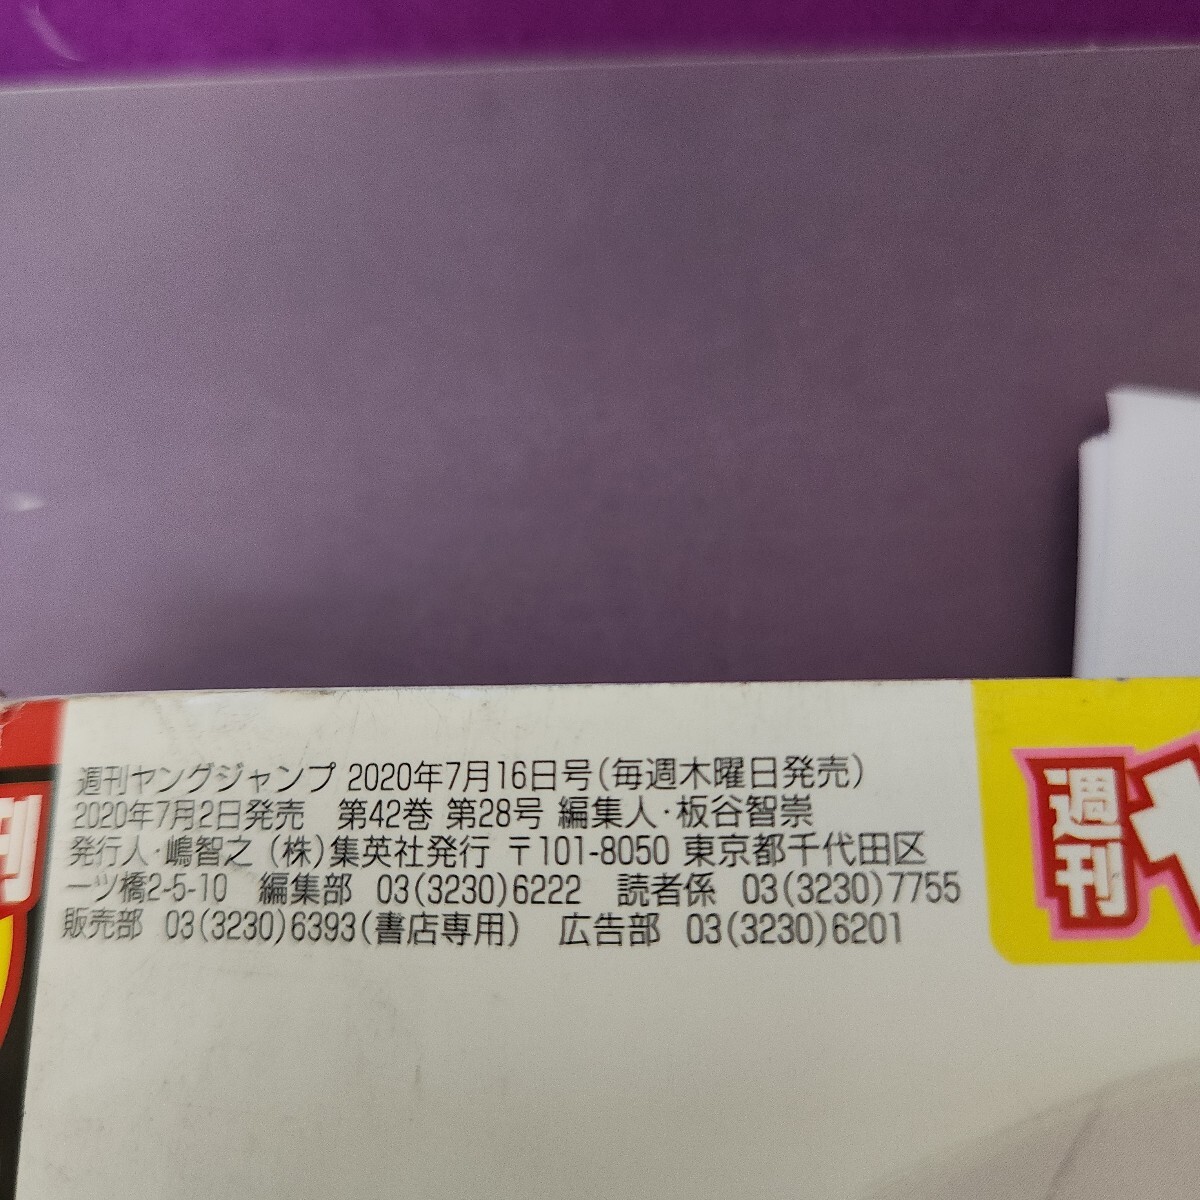 週刊ヤングジャンプ 2020年7月16日号(毎週木曜日発売)
2020年7月2日発売　第42巻 第28号 編集人・板谷智崇
発行人・嶋智之 (株)集英社発行 〒101-8050 東京都千代田区
一ツ橋2-5-10　編集部　03(3230)6222　読者係　03(3230)7755
販売部　03(3230)6393(書店専用)　広告部　03(3230)6201
週刊
刊